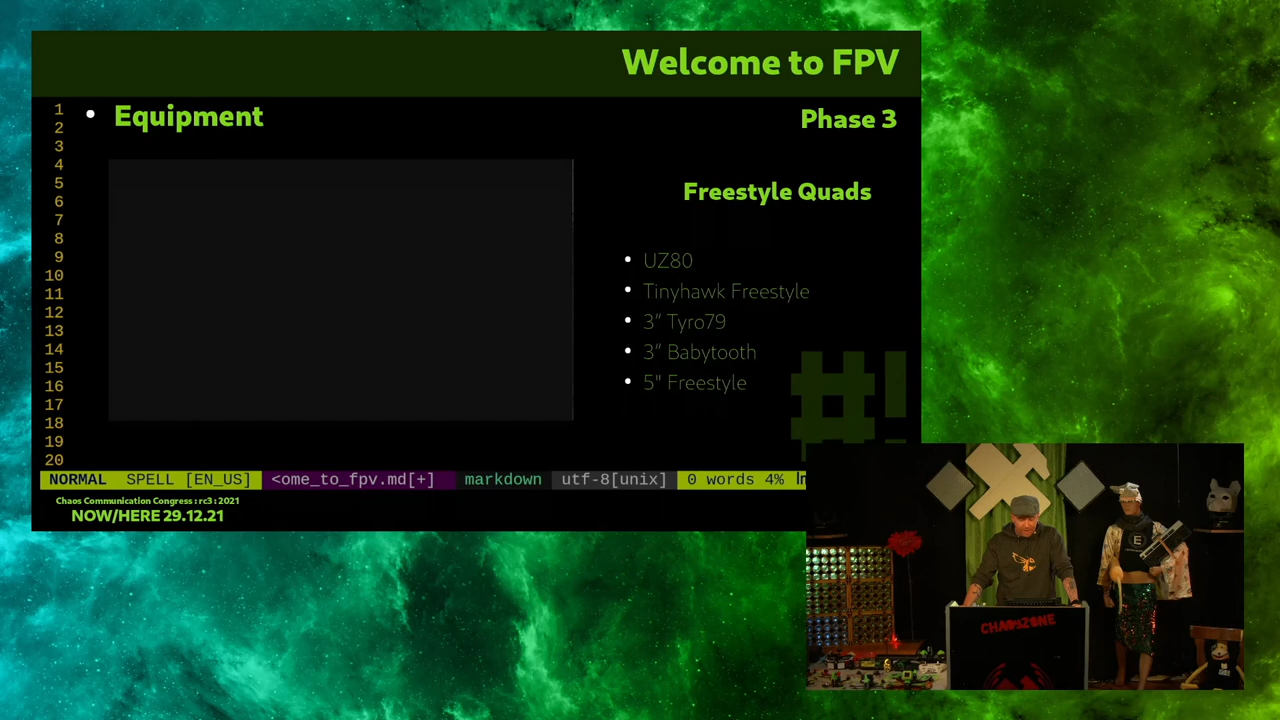 Welcome to FPV
1
2
3
4
5
6
7
8
9
10
11
12
13
14
15
16
17
18
19
20
• Equipment
Phase 3
Freestyle Quads
• UZ80
• Tinyhawk Freestyle
• 3” Tyro79
• 3” Babytooth
• 5" Freestyle
#!
NORMAL SPELL [EN_US] <ome_to_fpv.md[+] markdown utf-8[unix] 0 words 4% ln
Chaos Communication Congress : rc3 : 2021
NOW/HERE 29.12.21
E
CHAOSZONE